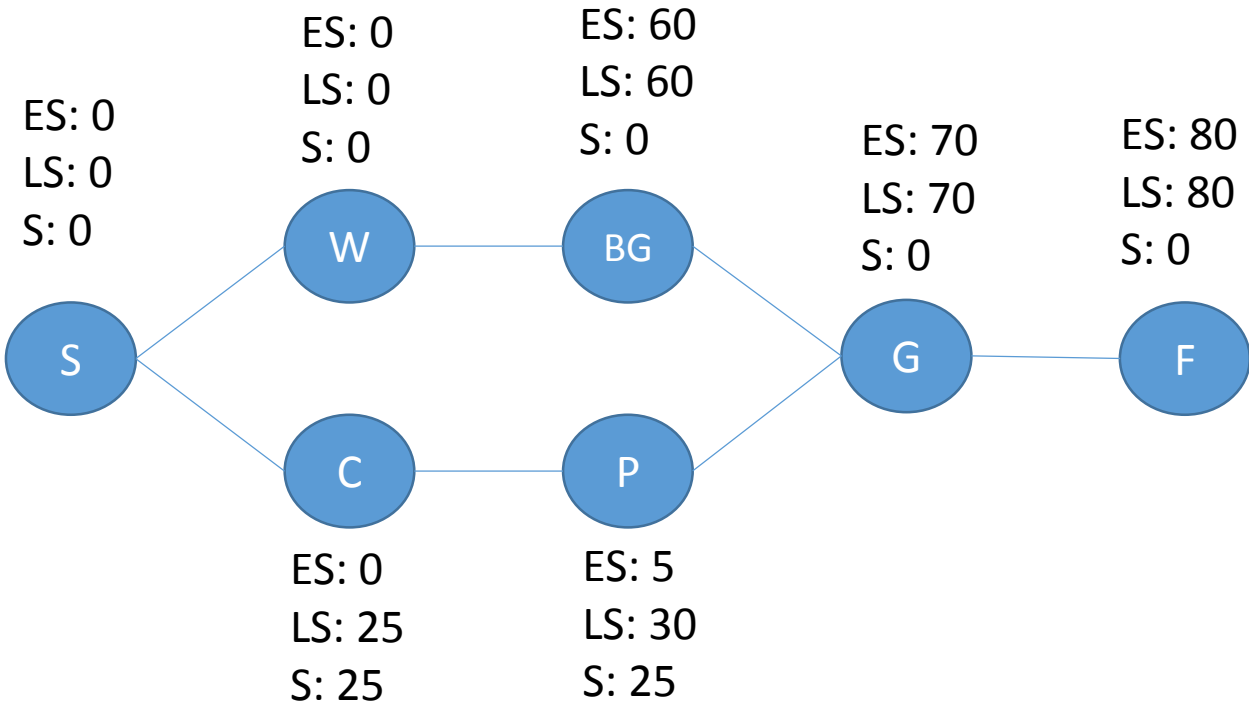 ES: 0
LS: 0
S: 0
ES: 0
LS: 0
S: 0
ES: 60
LS: 60
S: 0
ES: 70
LS: 70
S: 0
ES: 80
LS: 80
S: 0
S
W
BG
G
F
C
P
ES: 0
LS: 25
S: 25
ES: 5
LS: 30
S: 25